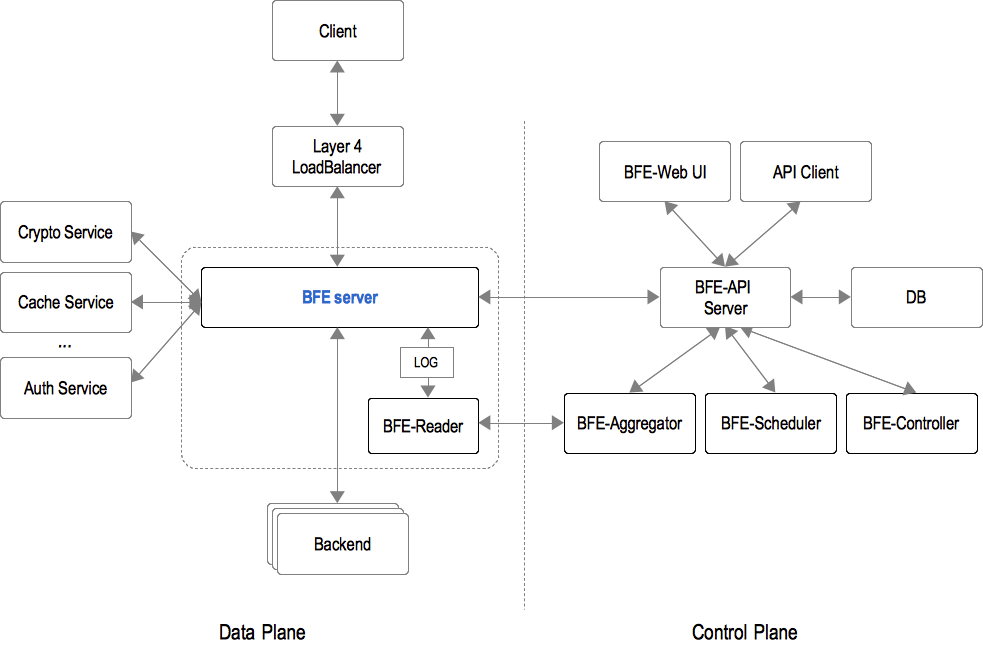 Client
Layer 4
LoadBalancer
BFE-Web UI
API Client
Crypto Service
Cache Service
...
Auth Service
BFE server
BFE-API
Server
DB
LOG
BFE-Reader
BFE-Aggregator
BFE-Scheduler
BFE-Controller
Backend
Data Plane
Control Plane